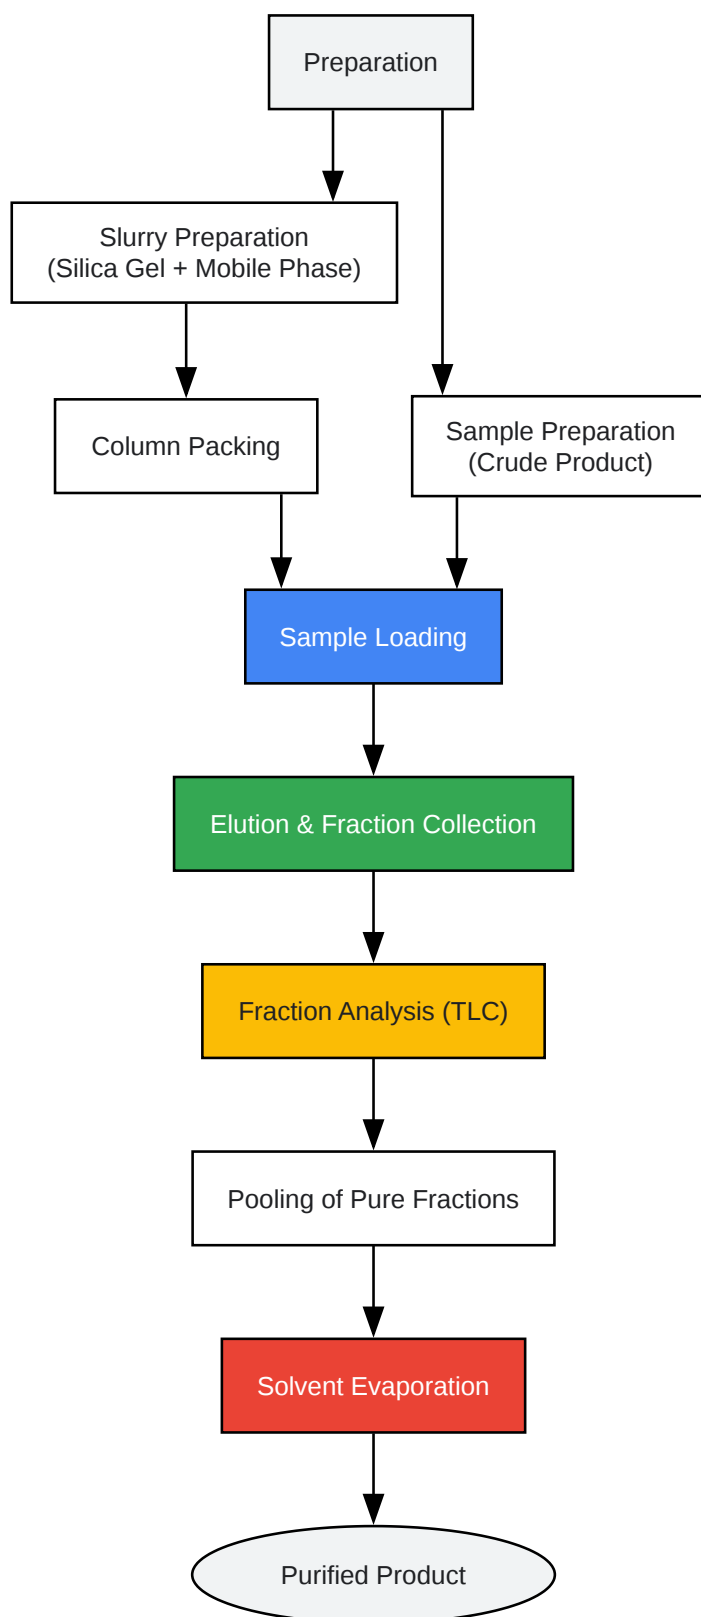 Preparation
Slurry Preparation
(Silica Gel + Mobile Phase)
Column Packing
Sample Preparation
(Crude Product)
Sample Loading
Elution & Fraction Collection
Fraction Analysis (TLC)
Pooling of Pure Fractions
Solvent Evaporation
Purified Product